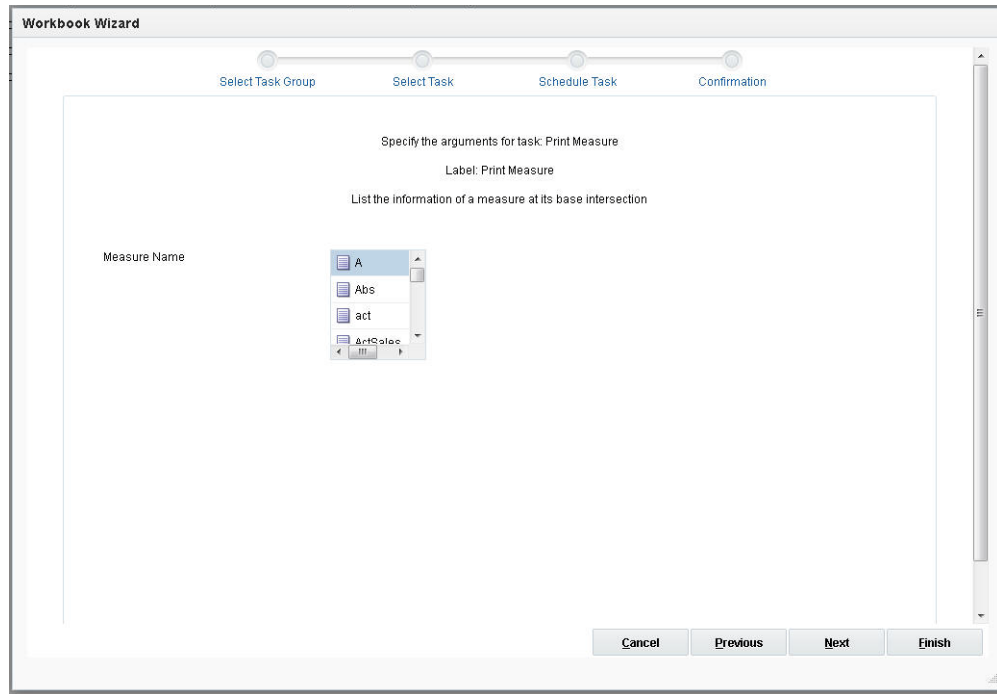 Workbook Wizard
Select Task Group
Select Task
Schedule Task
Confirmation
Specify the arguments for task: Print Measure
Label: Print Measure
List the information of a measure at its base intersection
Measure Name
A
Abs
act
ActSales
Cancel
Previous
Next
Finish